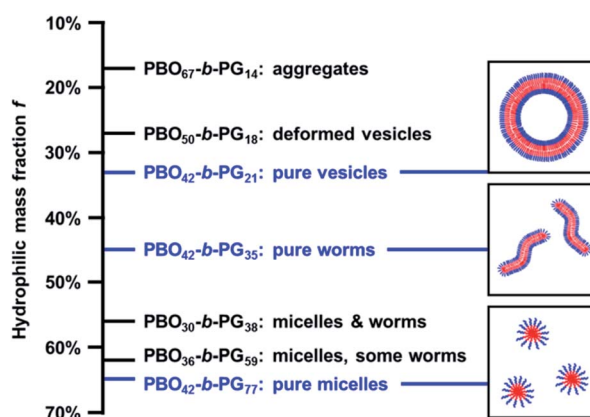 Hydrophilic mass fraction f
10%
PBO₆₇-b-PG₁₄: aggregates
20%
PBO₅₀-b-PG₁₈: deformed vesicles
30%
PBO₄₂-b-PG₂₁: pure vesicles
40%
PBO₄₂-b-PG₃₅: pure worms
50%
PBO₃₀-b-PG₃₈: micelles & worms
60%
PBO₃₆-b-PG₅₉: micelles, some worms
PBO₄₂-b-PG₇₇: pure micelles
70%